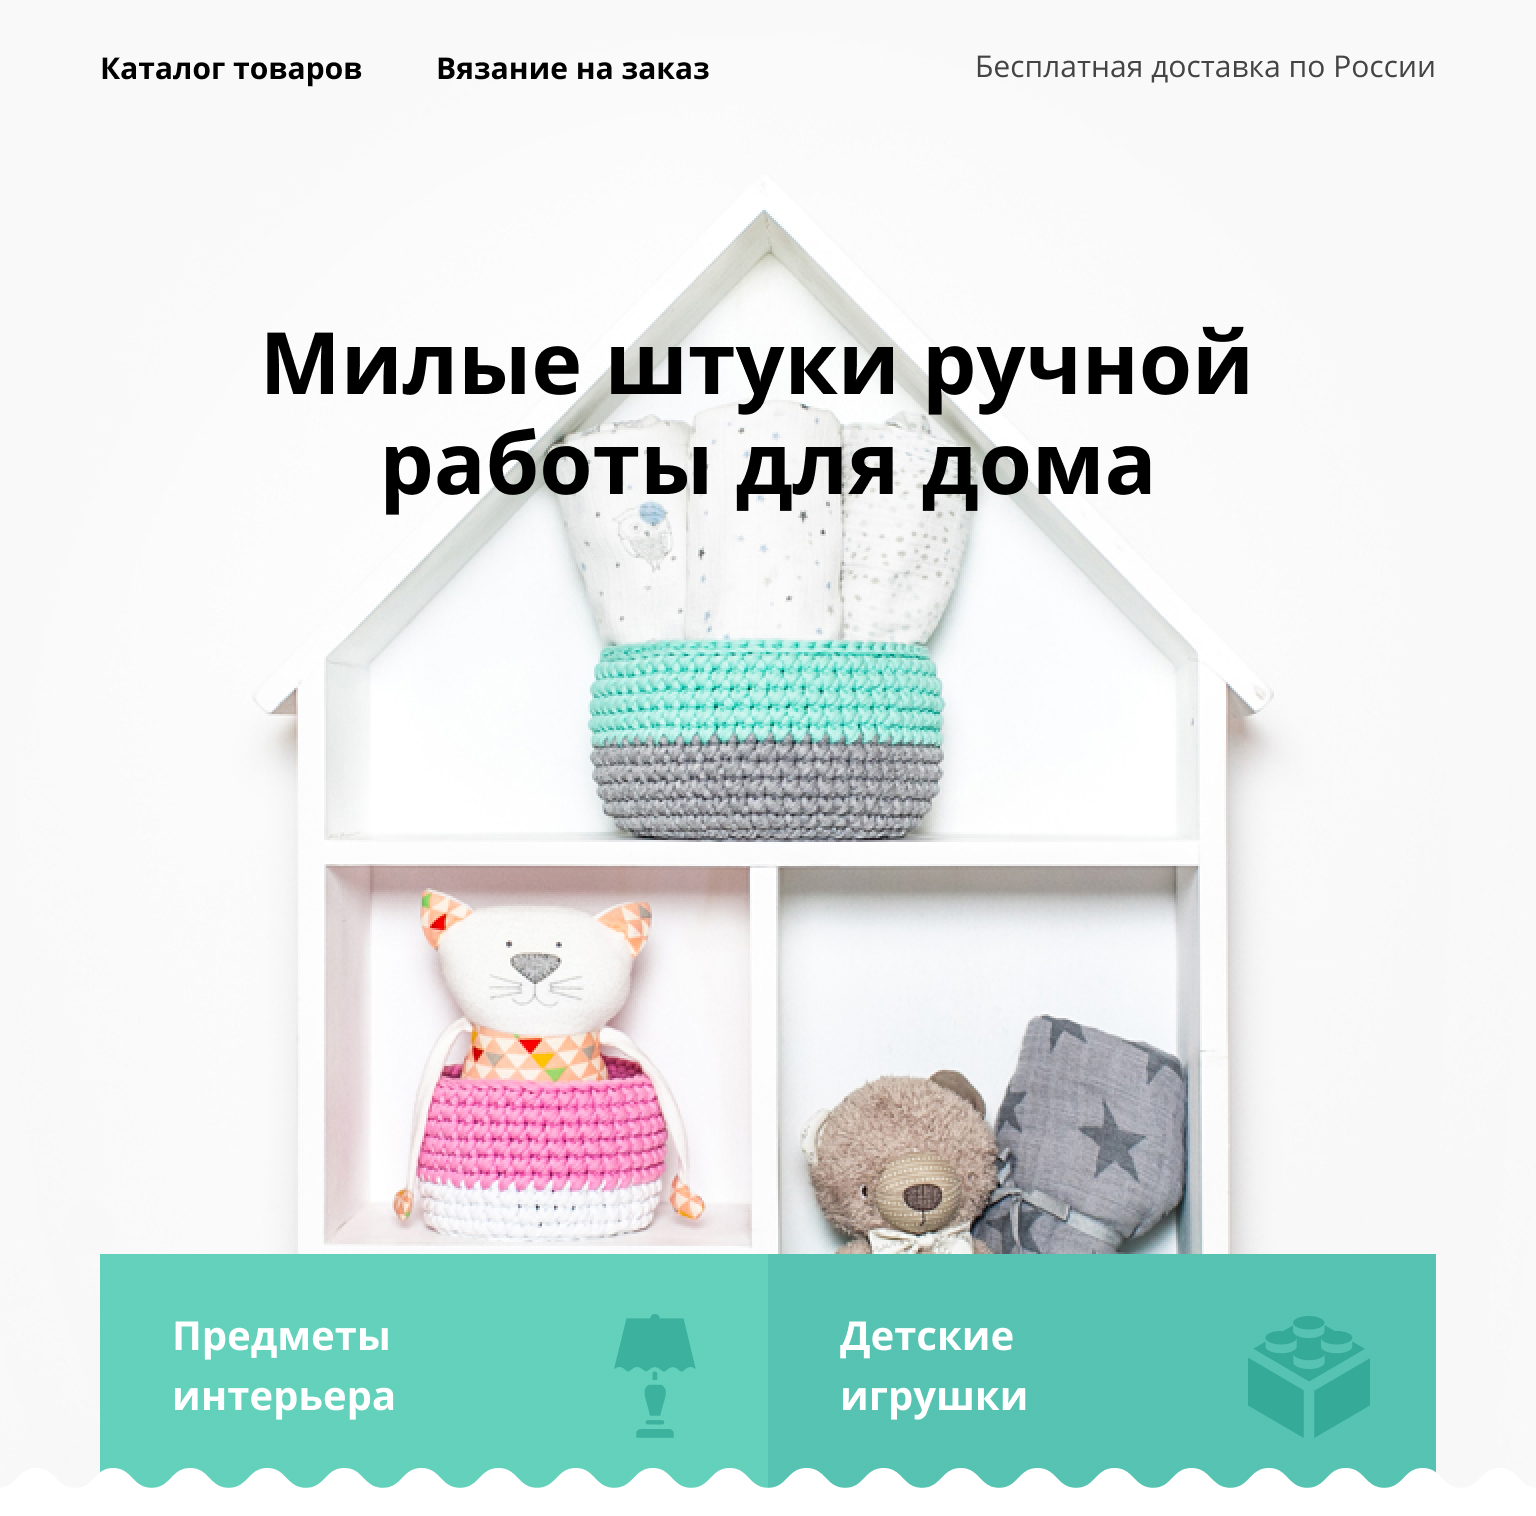 Каталог товаров
Вязание на заказ
Бесплатная доставка по России
Милые штуки ручной
работы для дома
Предметы
интерьера
Детские
игрушки